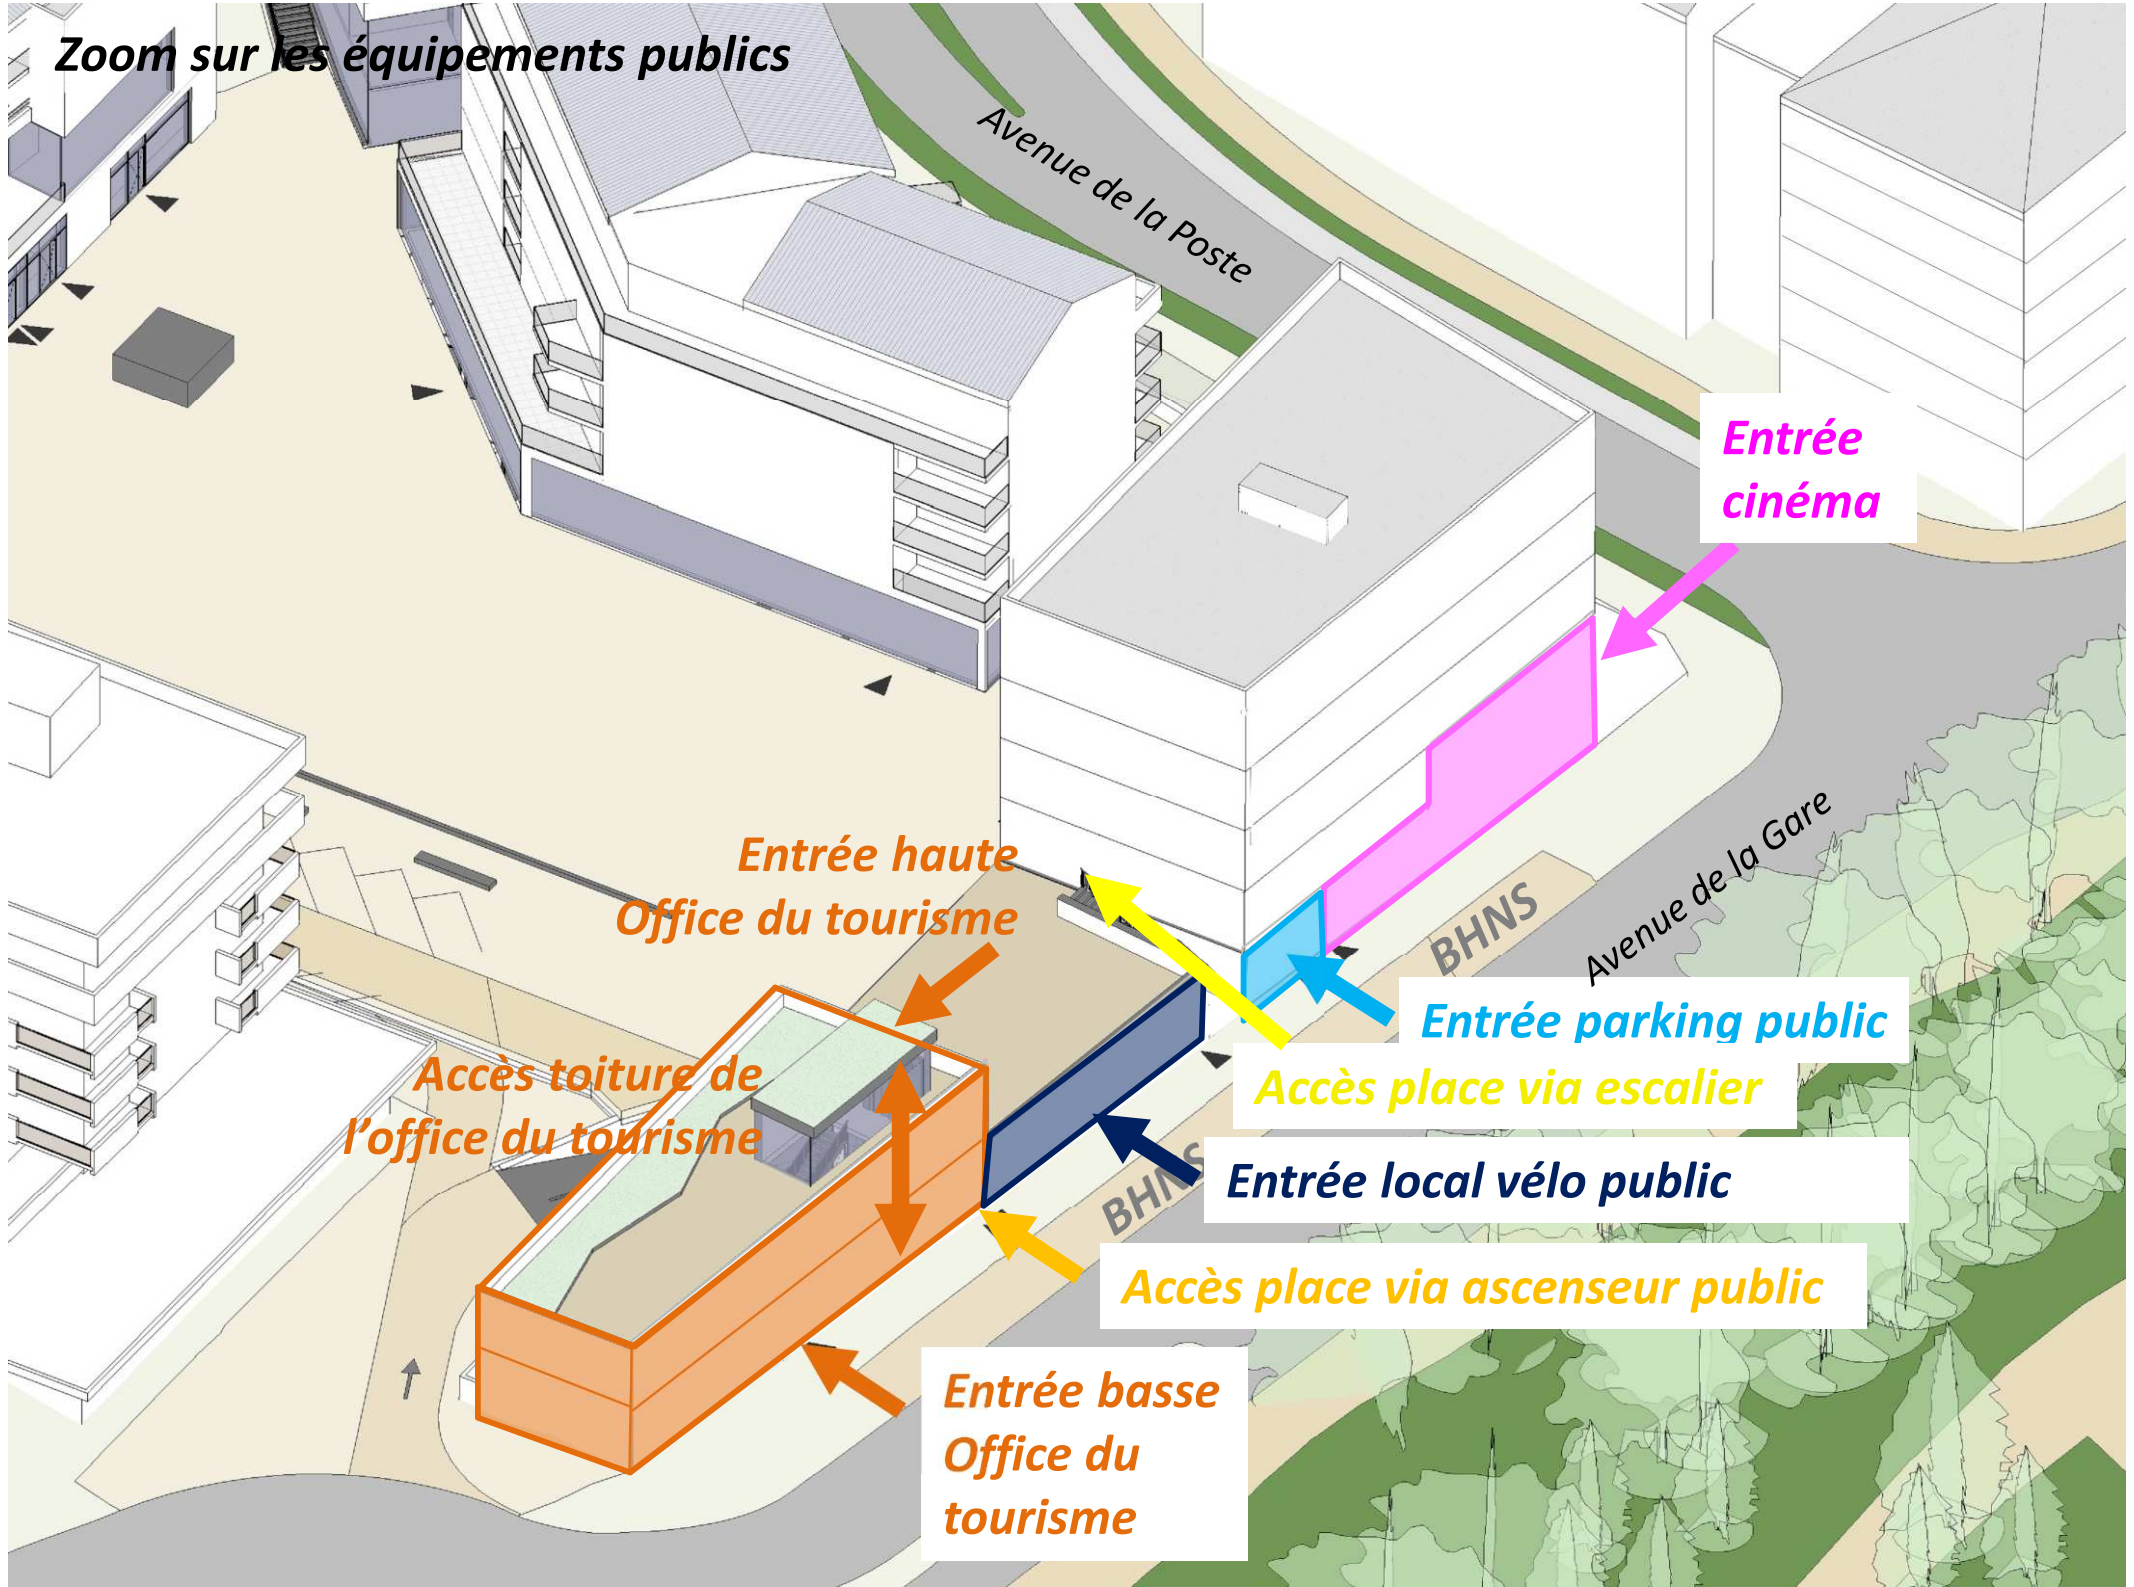 Zoom sur les équipements publics
Avenue de la Poste
Entrée
cinéma
Entrée haute
Office du tourisme
BHNS
Avenue de la Gare
Entrée parking public
Accès toiture de
l’office du tourisme
Accès place via escalier
BHNS
Entrée local vélo public
Accès place via ascenseur public
Entrée basse
Office du
tourisme